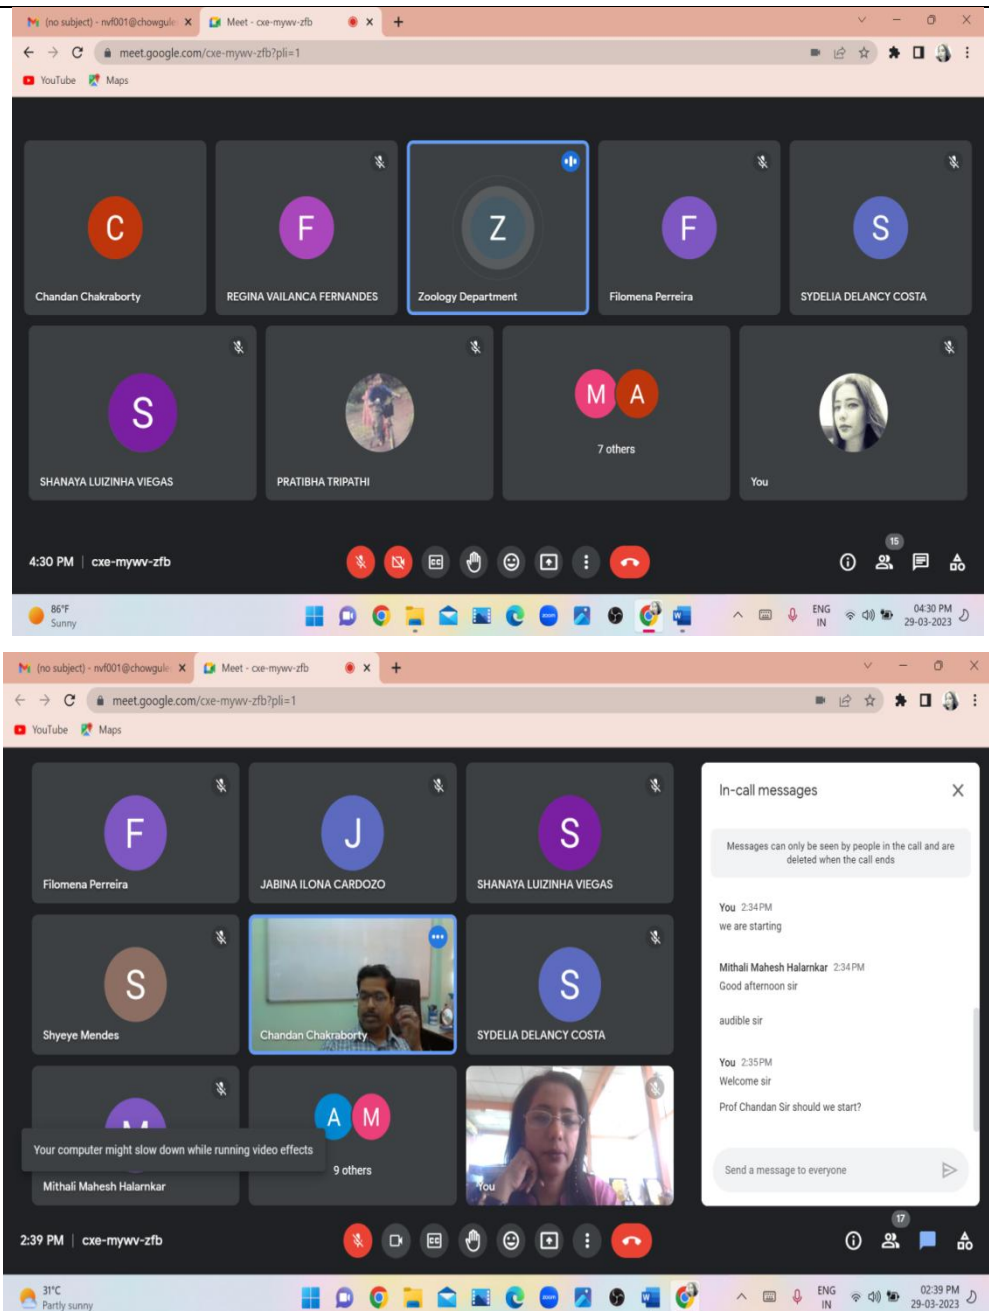 (no subject) - nvf001@chowgule
Meet - cxe-mywv-zfb
meet.google.com/cxe-mywv-zfb?pli=1
YouTube Maps
C F Z F S
Chandan Chakraborty REGINA VAILANCA FERNANDES Zoology Department Filomena Perreira SYDELIA DELANCY COSTA
S M A
7 others
SHANAYA LUIZINHA VIEGAS PRATIBHA TRIPATHI You
15
4:30 PM | cxe-mywv-zfb
CC
86°F
Sunny
zoom
W
ENG
IN
04:30 PM
29-03-2023
(no subject) - nvf001@chowgule
Meet - cxe-mywv-zfb
meet.google.com/cxe-mywv-zfb?pli=1
YouTube Maps
F J S
Filomena Perreira JABINA ILONA CARDOZO SHANAYA LUIZINHA VIEGAS
S S
Shyeye Mendes Chandan Chakraborty SYDELIA DELANCY COSTA
M A M
Your computer might slow down while running video effects
9 others
Mithali Mahesh Halarnkar You
In-call messages
Messages can only be seen by people in the call and are
deleted when the call ends
You 2:34PM
we are starting
Mithali Mahesh Halarnkar 2:34PM
Good afternoon sir
audible sir
You 2:35PM
Welcome sir
Prof Chandan Sir should we start?
Send a message to everyone
17
2:39 PM | cxe-mywv-zfb
CC
31°C
Partly sunny
zoom
W
ENG
IN
02:39 PM
29-03-2023